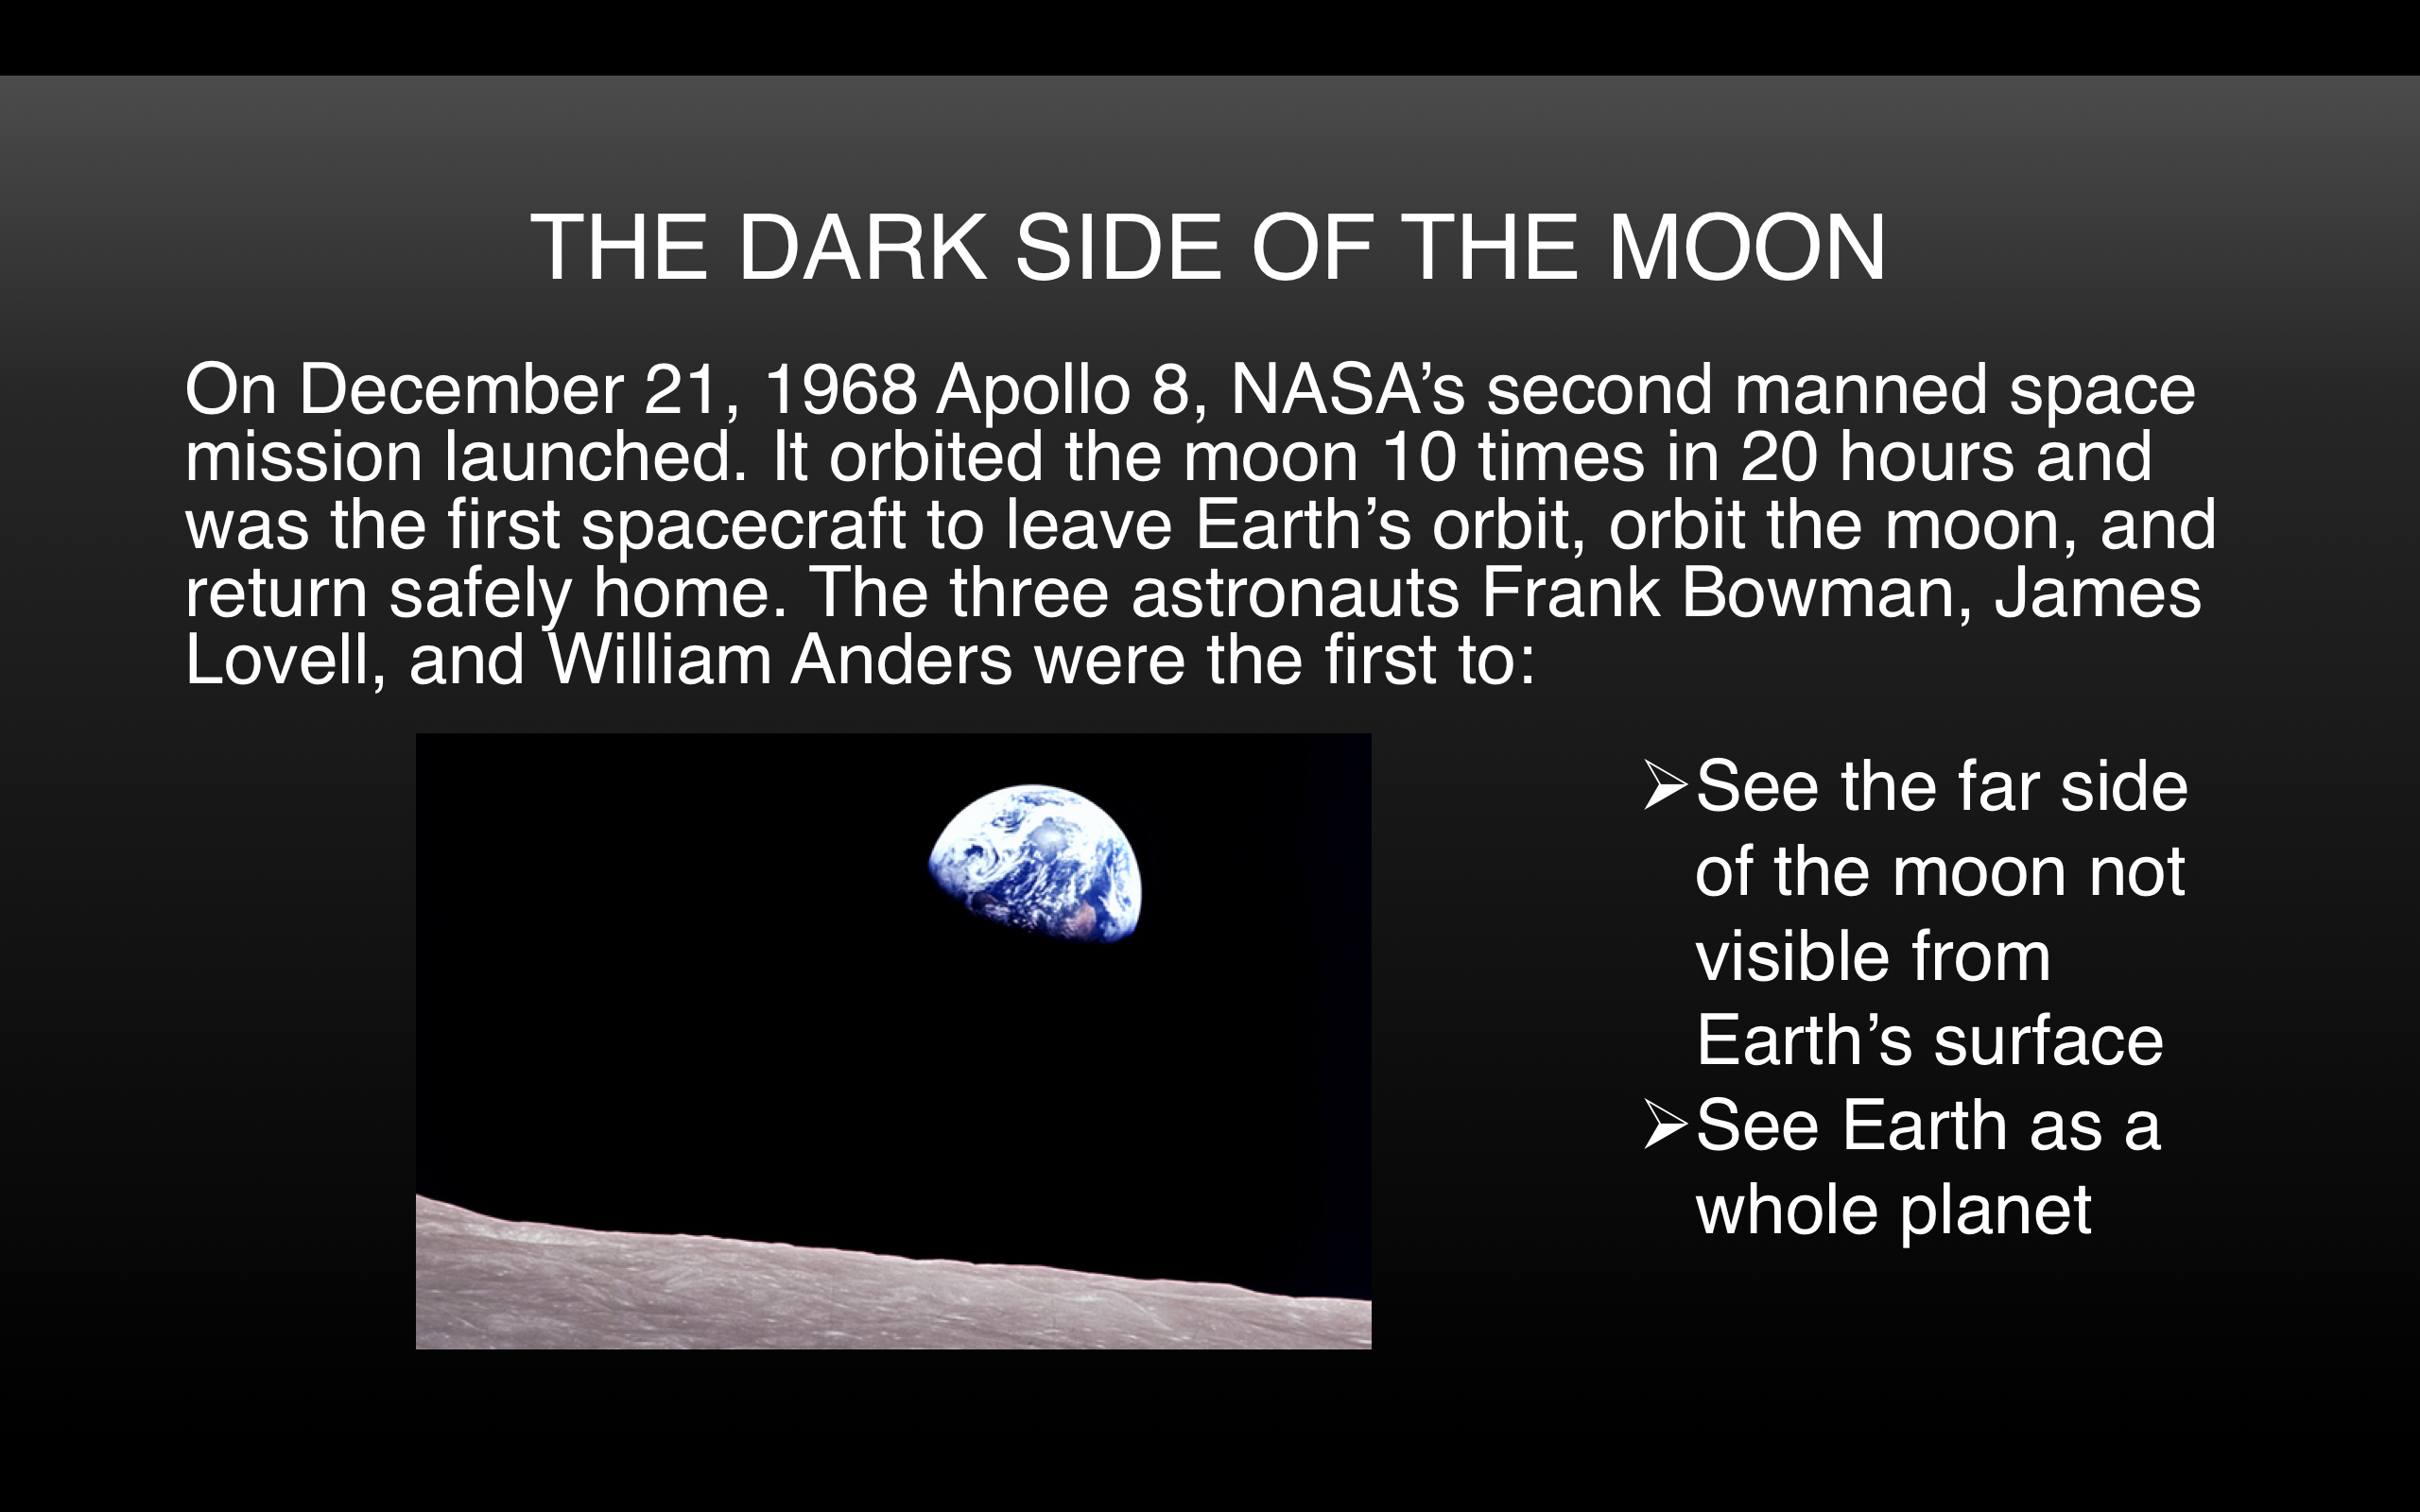 THE DARK SIDE OF THE MOON
On December 21, 1968 Apollo 8, NASA’s second manned space
mission launched. It orbited the moon 10 times in 20 hours and
was the first spacecraft to leave Earth’s orbit, orbit the moon, and
return safely home. The three astronauts Frank Bowman, James
Lovell, and William Anders were the first to:
➢See the far side
of the moon not
visible from
Earth’s surface
➢See Earth as a
whole planet